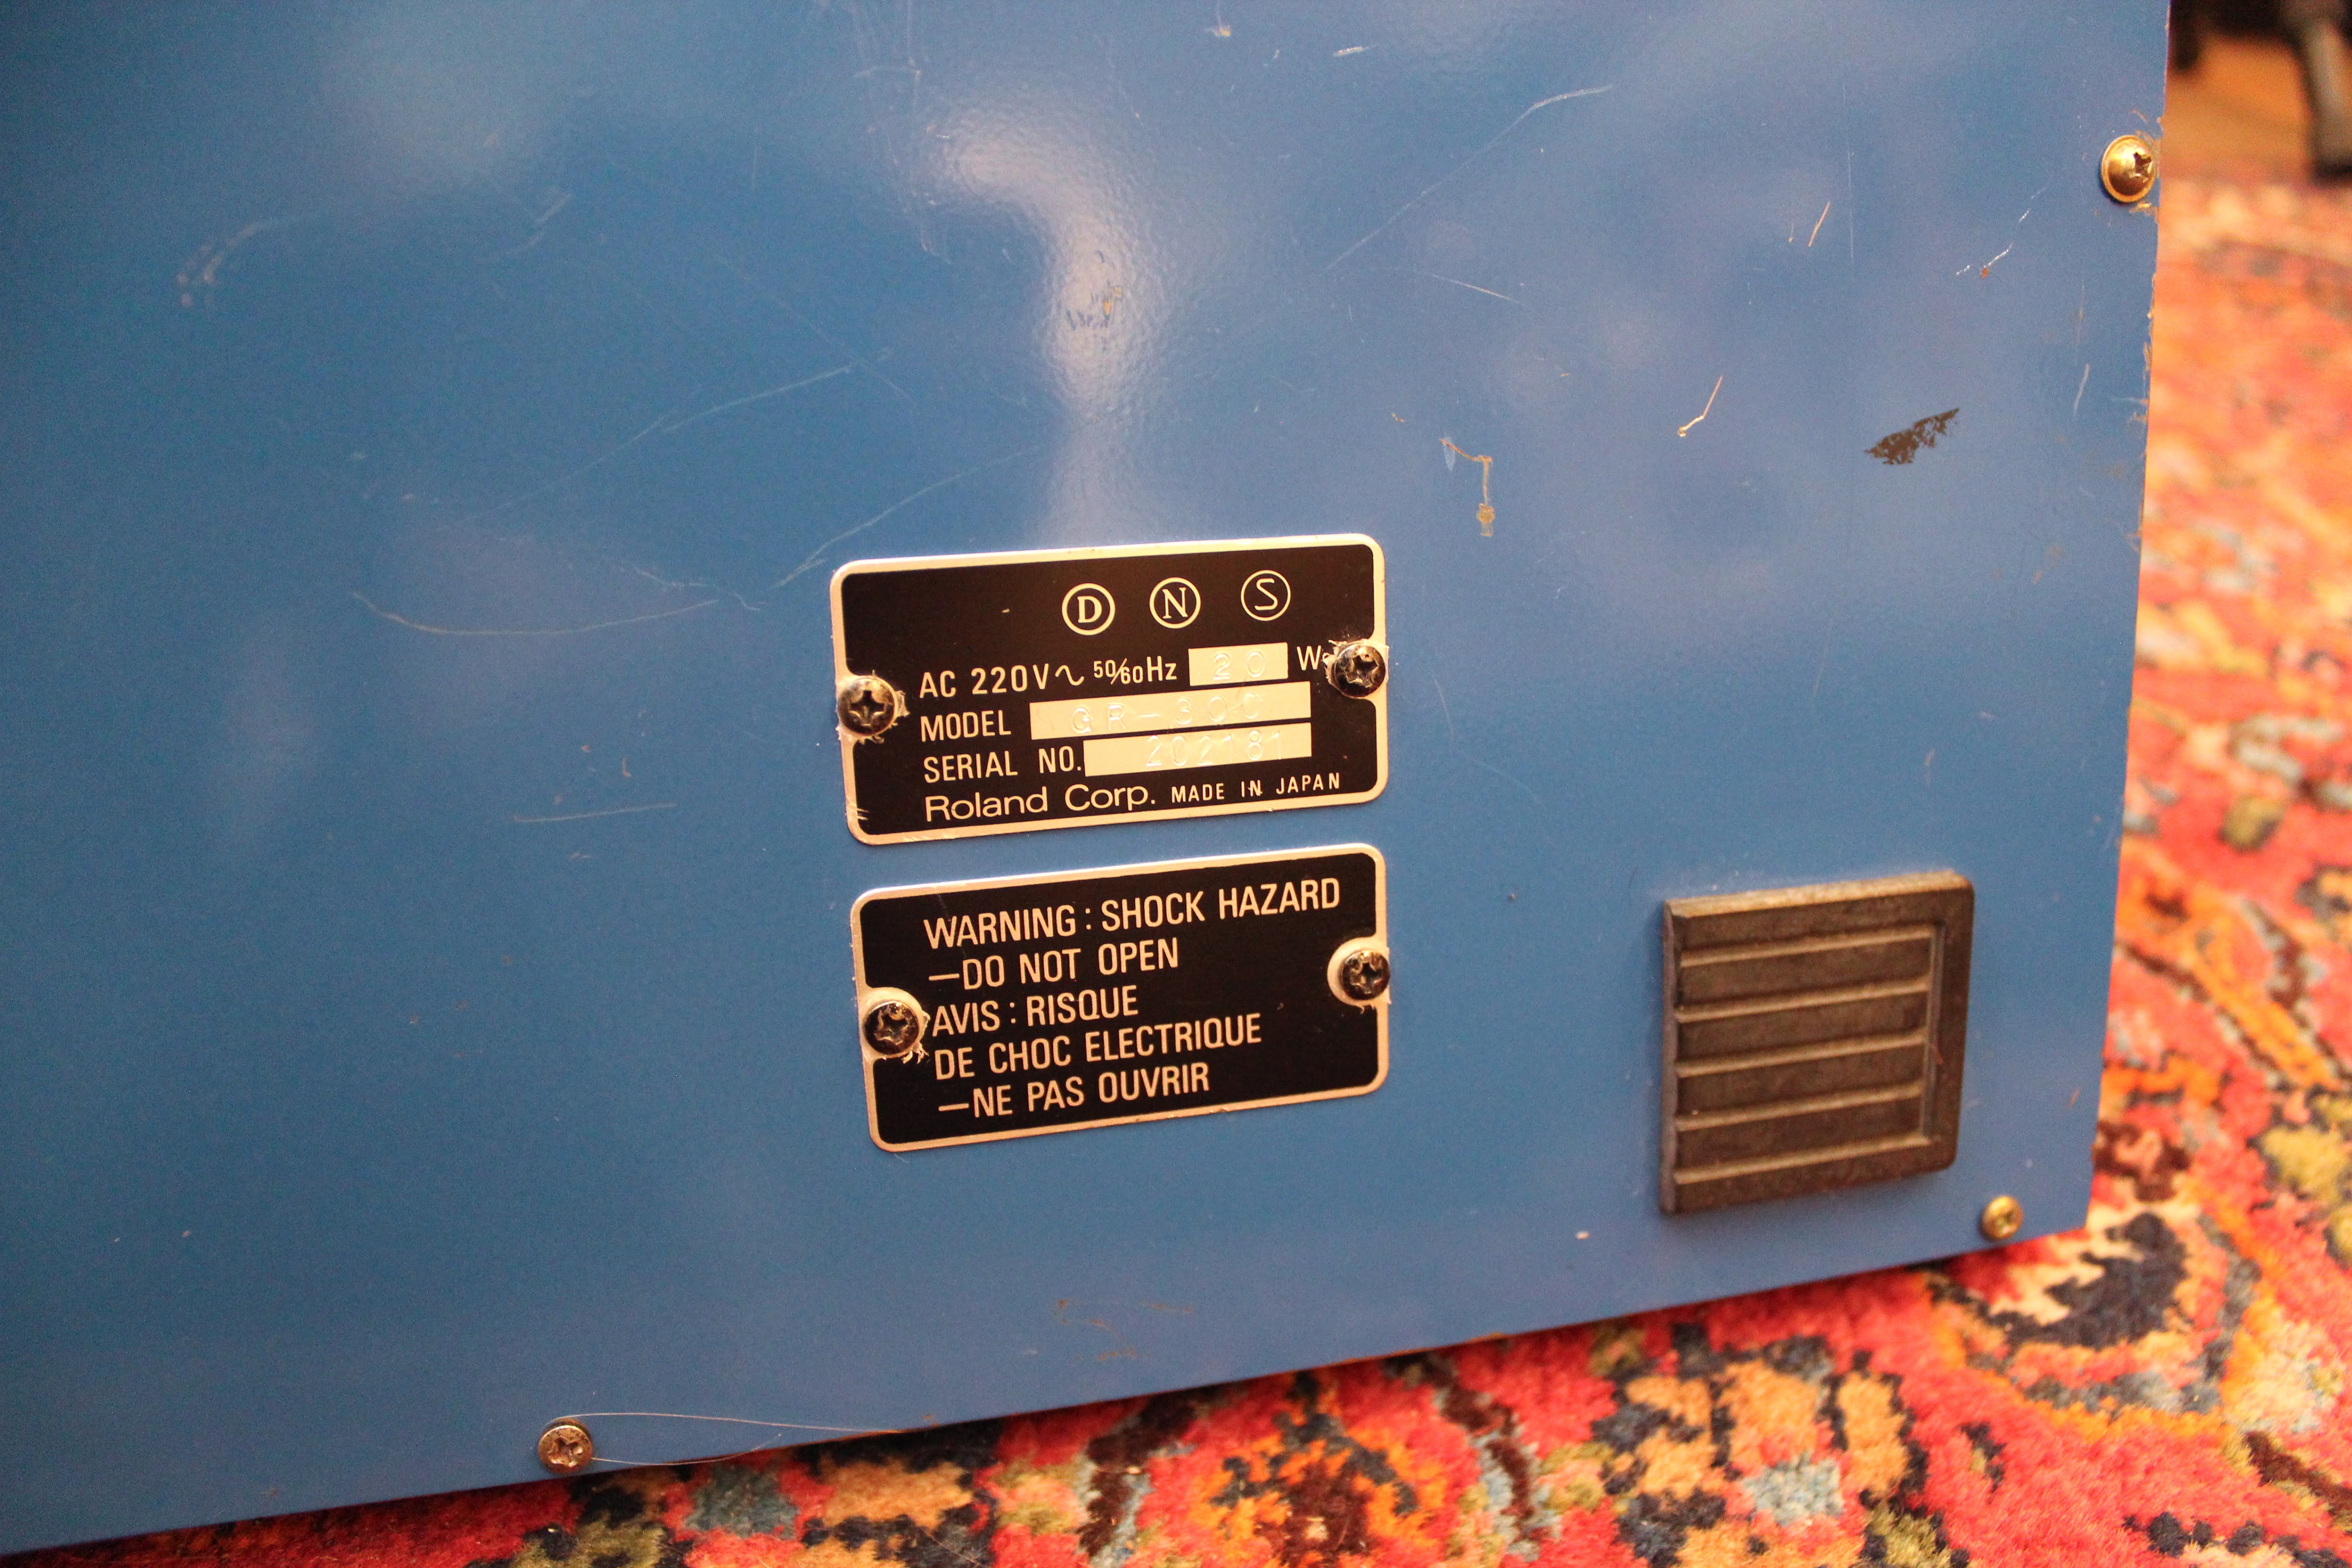 D N S
AC 220V~ 50/60Hz 20 W
MODEL GR-300
SERIAL NO. 202181
Roland Corp. MADE IN JAPAN
WARNING : SHOCK HAZARD
—DO NOT OPEN
AVIS : RISQUE
DE CHOC ELECTRIQUE
—NE PAS OUVRIR